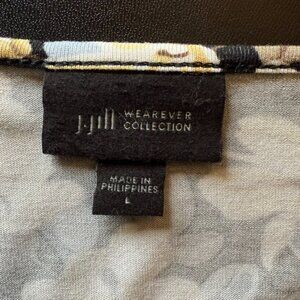 J.Jill WEAREVER
COLLECTION
MADE IN
PHILIPPINES
L